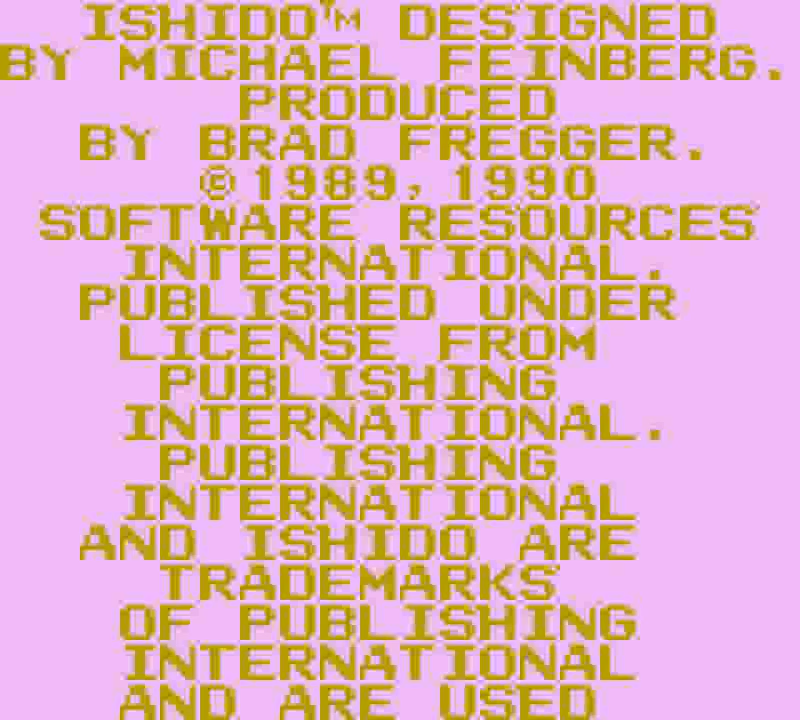 ISHIDO™ DESIGNED
BY MICHAEL FEINBERG.
PRODUCED
BY BRAD FREGGER.
©1989, 1990
SOFTWARE RESOURCES
INTERNATIONAL.
PUBLISHED UNDER
LICENSE FROM
PUBLISHING
INTERNATIONAL.
PUBLISHING
INTERNATIONAL
AND ISHIDO ARE
TRADEMARKS
OF PUBLISHING
INTERNATIONAL
AND ARE USED